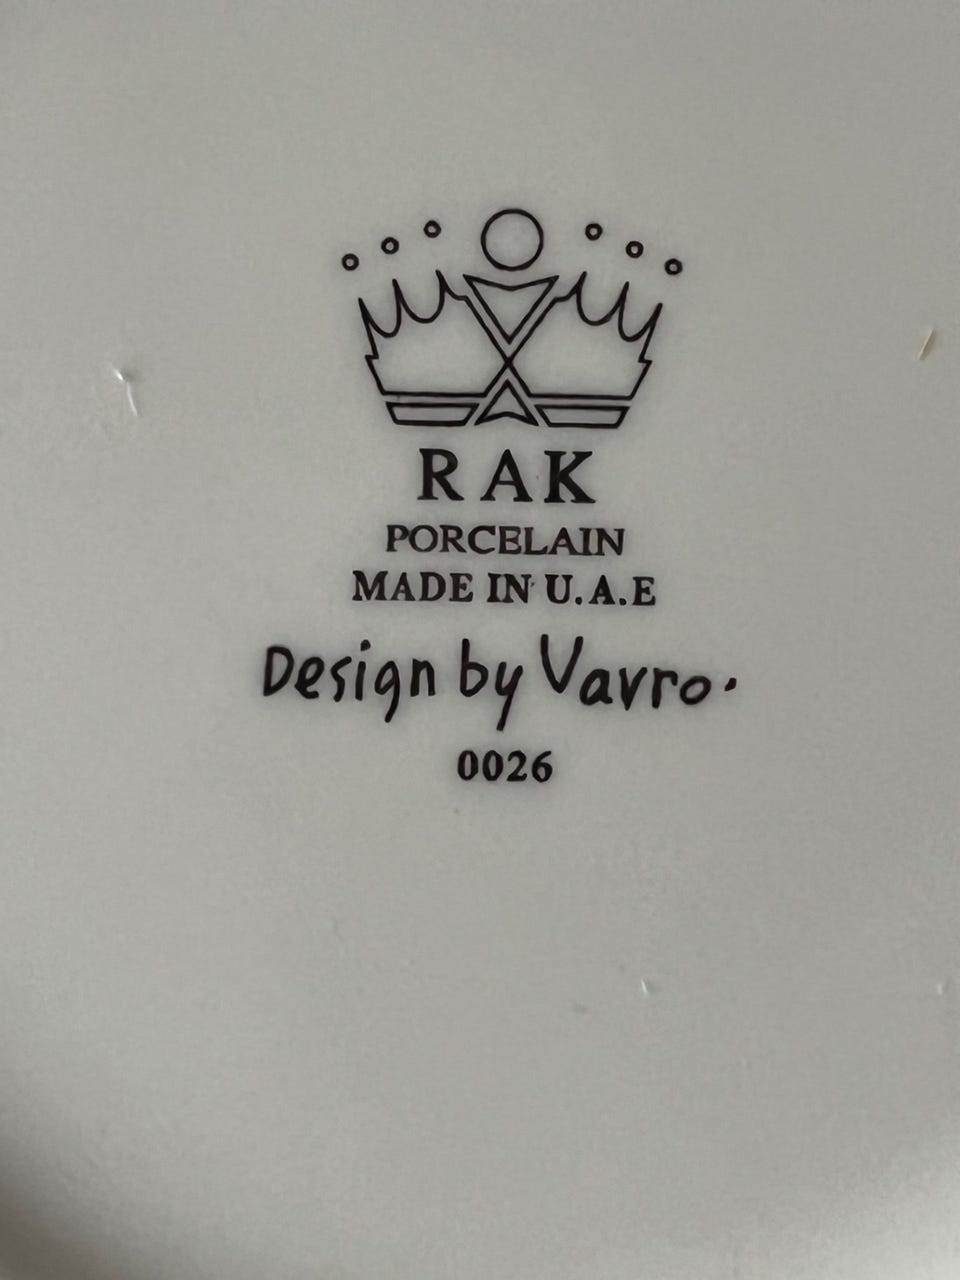 RAK
PORCELAIN
MADE IN U.A.E
Design by Vavro.
0026